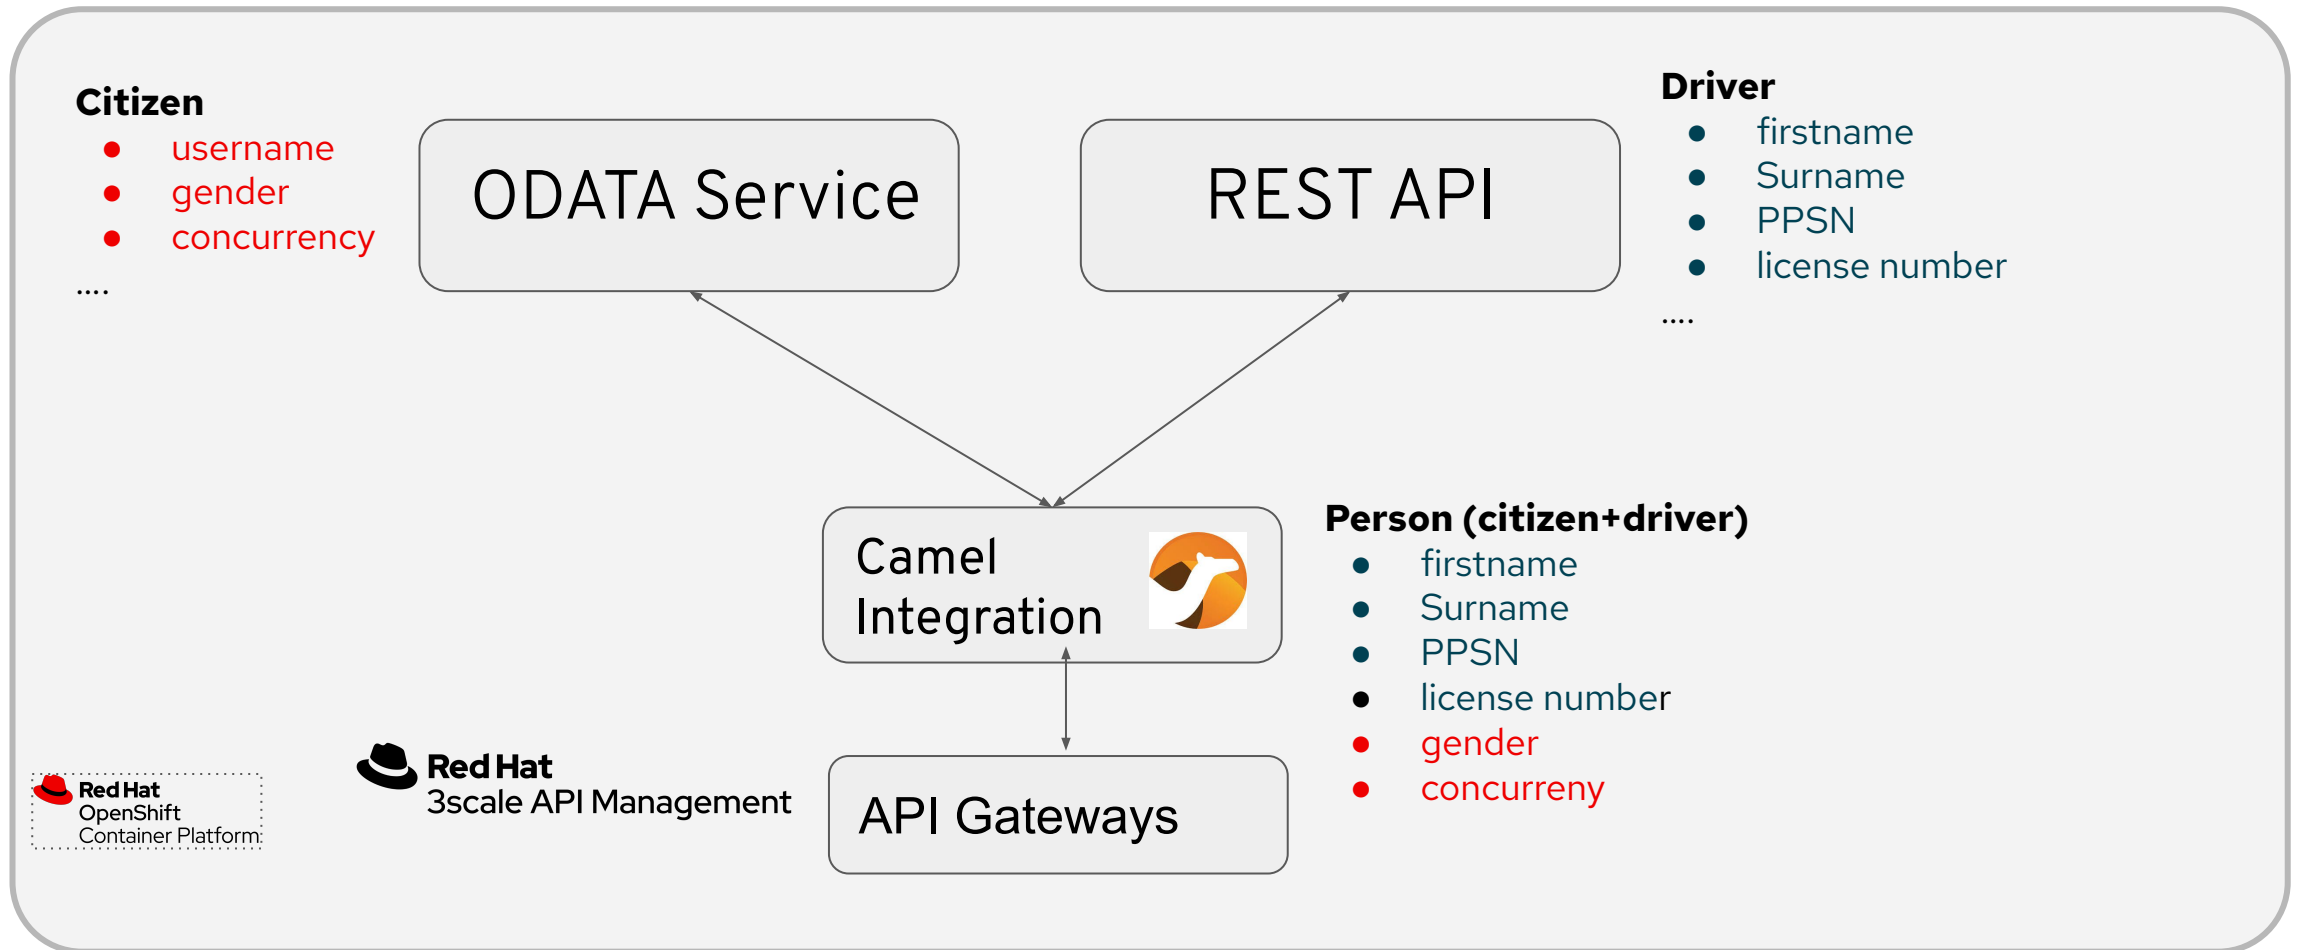 Citizen
● username
● gender
● concurrency
....
ODATA Service
REST API
Driver
● firstname
● Surname
● PPSN
● license number
....
Camel
Integration
Person (citizen+driver)
● firstname
● Surname
● PPSN
● license number
● gender
● concurreny
Red Hat
OpenShift
Container Platform
Red Hat
3scale API Management
API Gateways